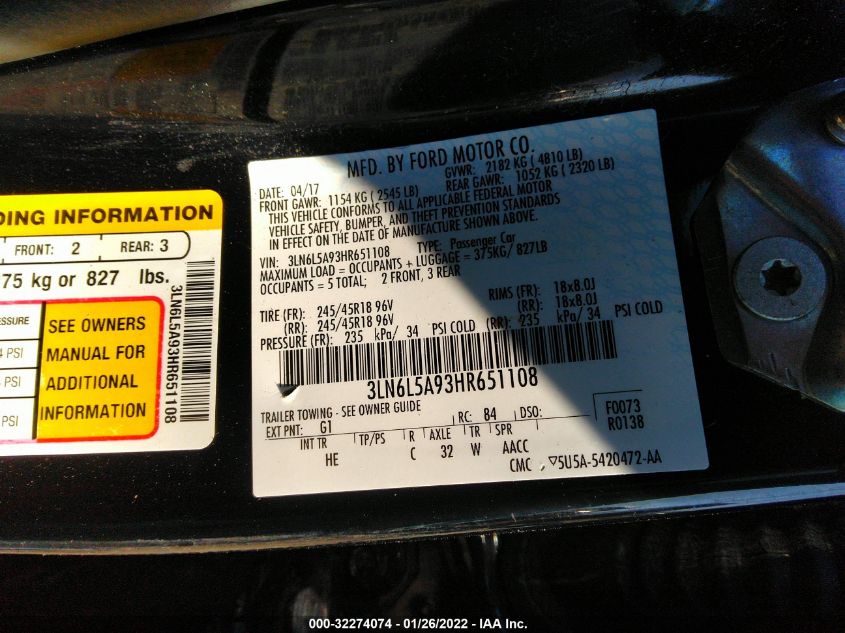 DING INFORMATION
FRONT: 2 REAR: 3
75 kg or 827 lbs.
ESSURE
SEE OWNERS
MANUAL FOR
ADDITIONAL
INFORMATION
PSI
PSI
PSI
3LN6L5A93HR651108
MFD. BY FORD MOTOR CO.
DATE: 04/17 GVWR: 2182 KG ( 4810 LB)
FRONT GAWR: 1154 KG ( 2545 LB) REAR GAWR: 1052 KG ( 2320 LB)
THIS VEHICLE CONFORMS TO ALL APPLICABLE FEDERAL MOTOR
VEHICLE SAFETY, BUMPER, AND THEFT PREVENTION STANDARDS
IN EFFECT ON THE DATE OF MANUFACTURE SHOWN ABOVE.
VIN: 3LN6L5A93HR651108 TYPE: Passenger Car
MAXIMUM LOAD = OCCUPANTS + LUGGAGE = 375KG/ 827LB
OCCUPANTS = 5 TOTAL; 2 FRONT, 3 REAR
TIRE (FR): 245/45R18 96V RIMS (FR): 18x8.0J
(RR): 245/45R18 96V (RR): 18x8.0J
PRESSURE (FR): 235 kPa/ 34 PSI COLD (RR): 235 kPa/ 34 PSI COLD
3LN6L5A93HR651108
TRAILER TOWING - SEE OWNER GUIDE
EXT PNT: G1 RC: 84 DSO: F0073
R0138
INT TR TP/PS R AXLE TR SPR
HE C 32 W AACC
CMC ▽5U5A-5420472-AA
000-32274074 - 01/26/2022 - IAA Inc.